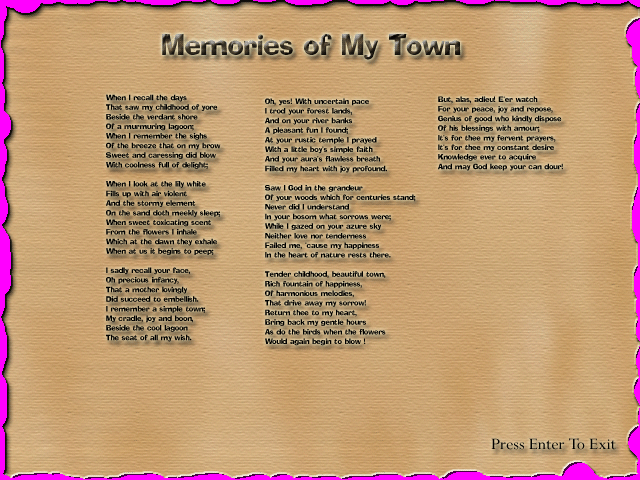 Memories of My Town
When I recall the days
That saw my childhood of yore
Beside the verdant shore
Of a murmuring lagoon;
When I remember the sighs
Of the breeze that on my brow
Sweet and caressing did blow
With coolness full of delight;
When I look at the lily white
Fills up with air violent
And the stormy element
On the sand doth meekly sleep;
When sweet toxicating scent
From the flowers I inhale
Which at the dawn they exhale
When at us it begins to peep;
I sadly recall your face,
Oh precious infancy,
That a mother lovingly
Did succeed to embellish.
I remember a simple town;
My cradle, joy and boon,
Beside the cool lagoon
The seat of all my wish.
Oh, yes! With uncertain pace
I trod your forest lands,
And on your river banks
A pleasant fun I found;
At your rustic temple I prayed
With a little boy's simple faith
And your aura's flawless breath
Filled my heart with joy profound.
Saw I God in the grandeur
Of your woods which for centuries stand;
Never did I understand
In your bosom what sorrows were;
While I gazed on your azure sky
Neither love nor tenderness
Failed me, 'cause my happiness
In the heart of nature rests there.
Tender childhood, beautiful town,
Rich fountain of happiness,
Of harmonious melodies,
That drive away my sorrow!
Return thee to my heart,
Bring back my gentle hours
As do the birds when the flowers
Would again begin to blow !
But, alas, adieu! E'er watch
For your peace, joy and repose,
Genius of good who kindly dispose
Of his blessings with amour;
It's for thee my fervent prayers,
It's for thee my constant desire
Knowledge ever to acquire
And may God keep your can dour!
Press Enter To Exit